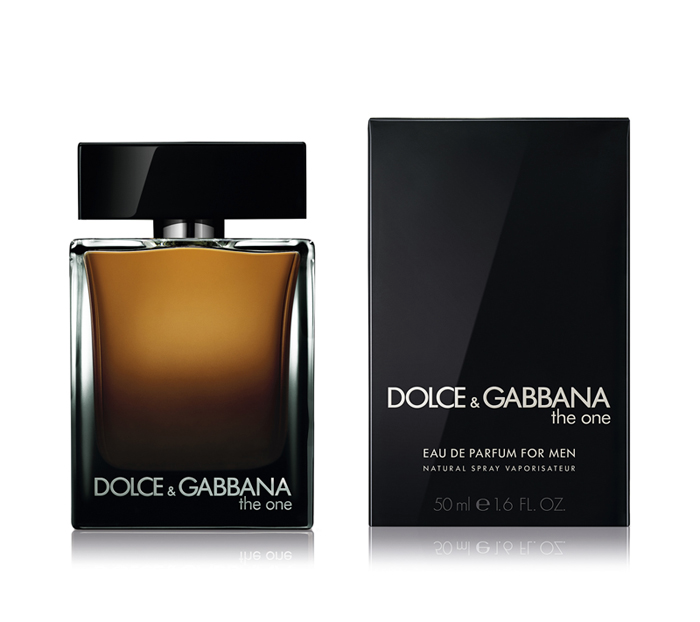 DOLCE & GABBANA
the one
DOLCE & GABBANA
the one
EAU DE PARFUM FOR MEN
NATURAL SPRAY VAPORISATEUR
50 ml ℮ 1.6 FL. OZ.